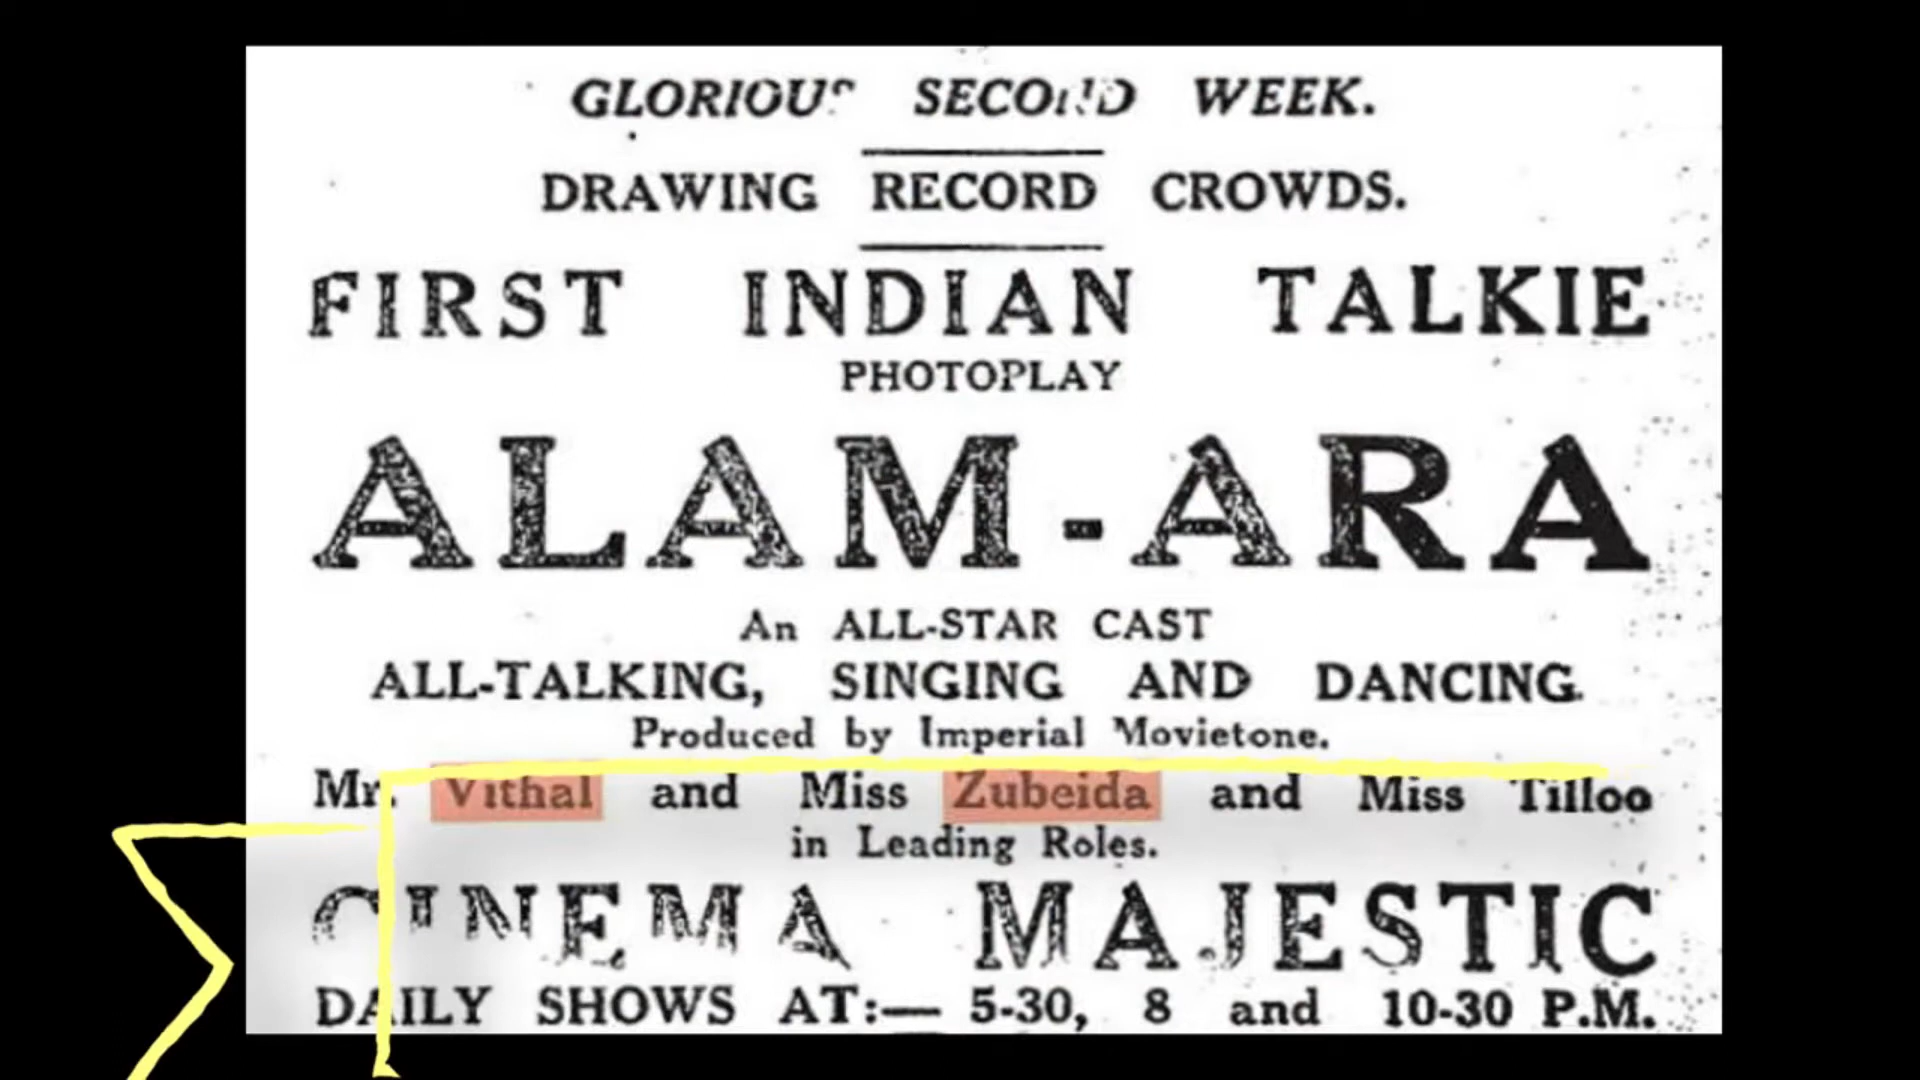 GLORIOUS SECOND WEEK.
DRAWING RECORD CROWDS.
FIRST INDIAN TALKIE
PHOTOPLAY
ALAM-ARA
An ALL-STAR CAST
ALL-TALKING, SINGING AND DANCING.
Produced by Imperial Movietone.
Mr. Vithal and Miss Zubeida and Miss Tilloo
in Leading Roles.
CINEMA MAJESTIC
DAILY SHOWS AT:— 5-30, 8 and 10-30 P.M.